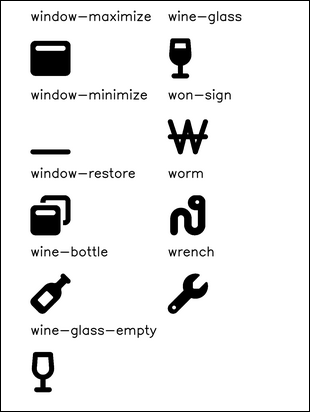 window-maximize wine-glass
window-minimize won-sign
window-restore worm
wine-bottle wrench
wine-glass-empty